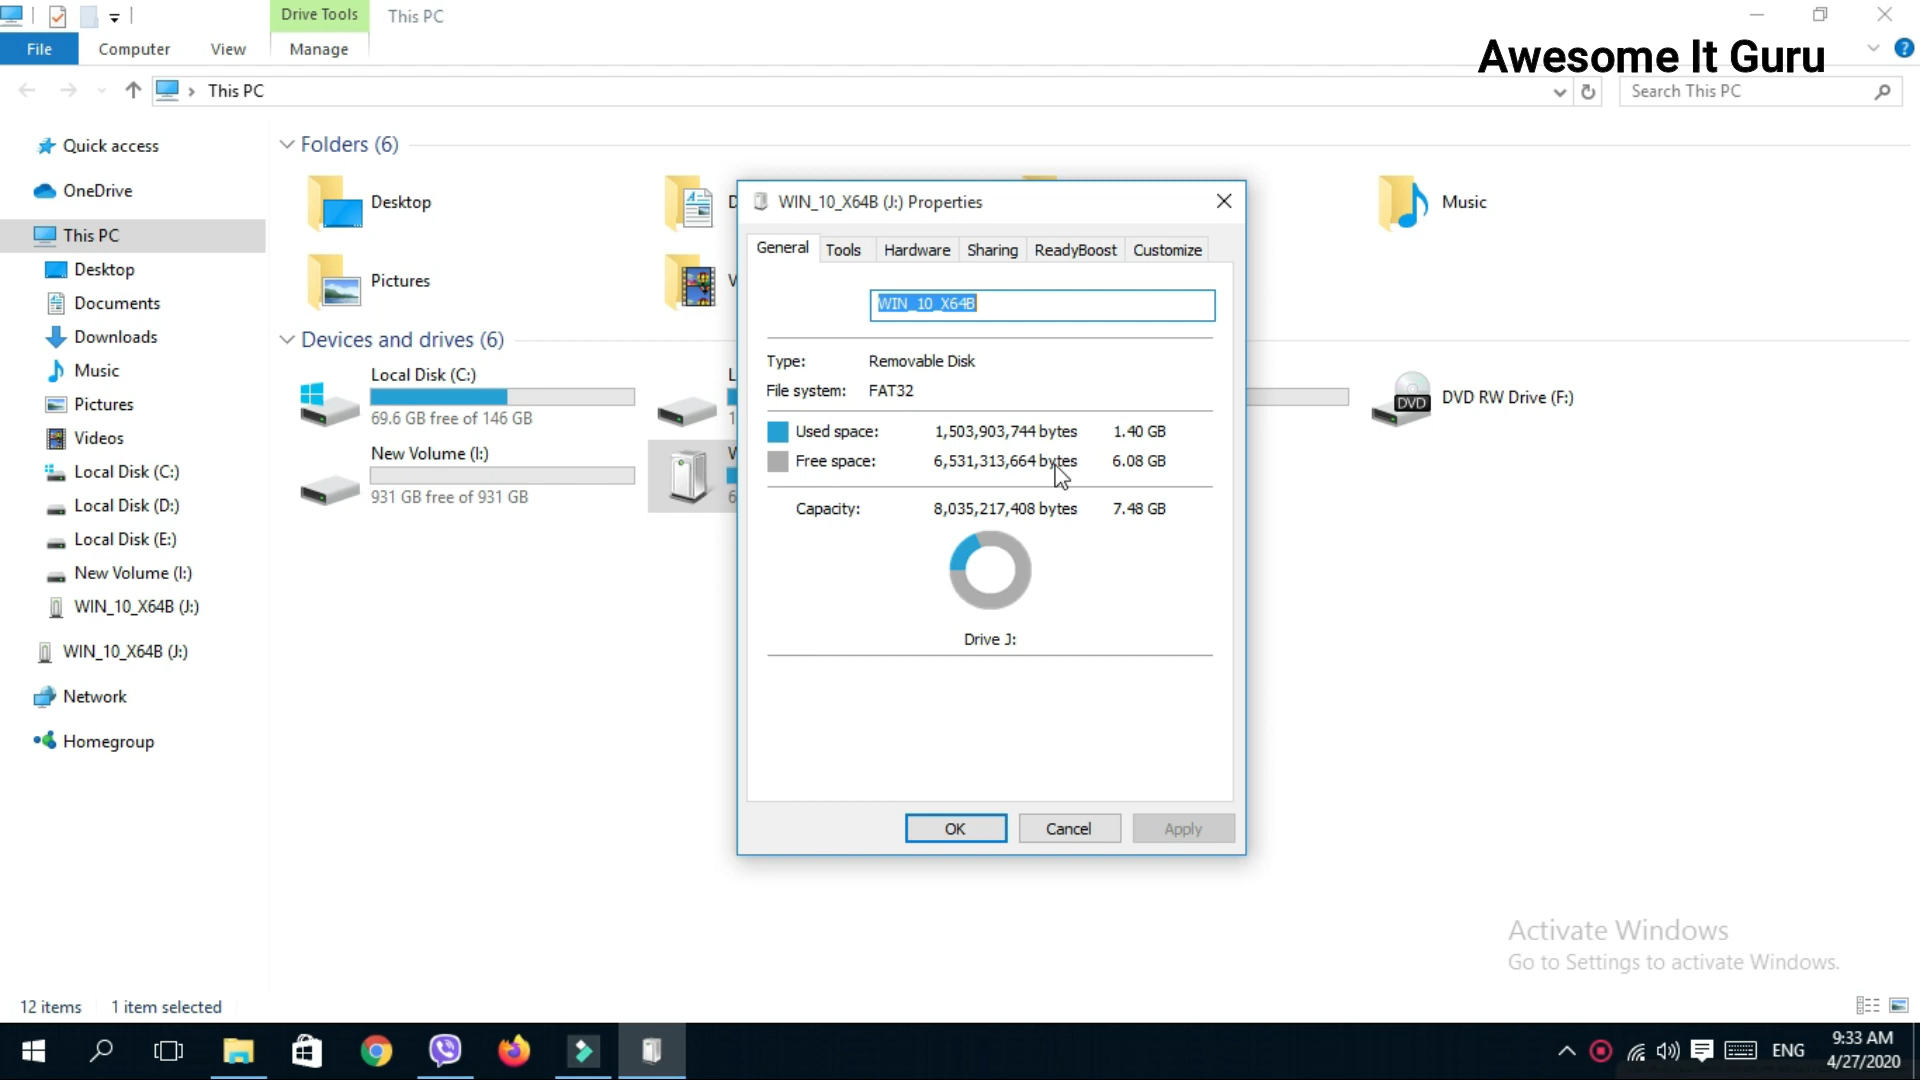 Drive Tools
This PC
File
Computer
View
Manage
Awesome It Guru
This PC
Search This PC
Quick access
OneDrive
This PC
Desktop
Documents
Downloads
Music
Pictures
Videos
Local Disk (C:)
Local Disk (D:)
Local Disk (E:)
New Volume (I:)
WIN_10_X64B (J:)
WIN_10_X64B (J:)
Network
Homegroup
Folders (6)
Desktop
Music
Pictures
Devices and drives (6)
Local Disk (C:)
69.6 GB free of 146 GB
DVD RW Drive (F:)
DVD
New Volume (I:)
931 GB free of 931 GB
WIN_10_X64B (J:) Properties
General
Tools
Hardware
Sharing
ReadyBoost
Customize
WIN_10_X64B
Type: Removable Disk
File system: FAT32
Used space: 1,503,903,744 bytes 1.40 GB
Free space: 6,531,313,664 bytes 6.08 GB
Capacity: 8,035,217,408 bytes 7.48 GB
Drive J:
OK
Cancel
Apply
Activate Windows
Go to Settings to activate Windows.
12 items
1 item selected
ENG
9:33 AM
4/27/2020